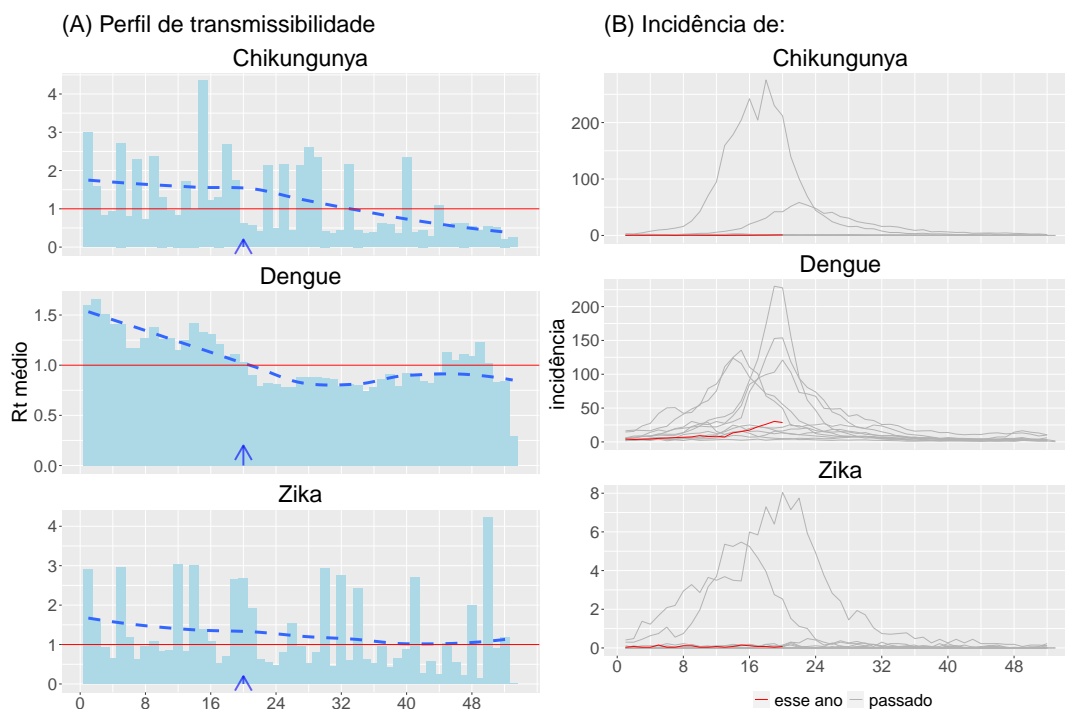 (A) Perfil de transmissibilidade
Chikungunya
4
3
2
1
0
Dengue
1.5
1.0
0.5
0.0
Zika
4
3
2
1
0
0 8 16 24 32 40 48
Rt médio
(B) Incidência de:
Chikungunya
200
100
0
Dengue
200
150
100
50
0
Zika
8
6
4
2
0
0 8 16 24 32 40 48
incidência
esse ano passado